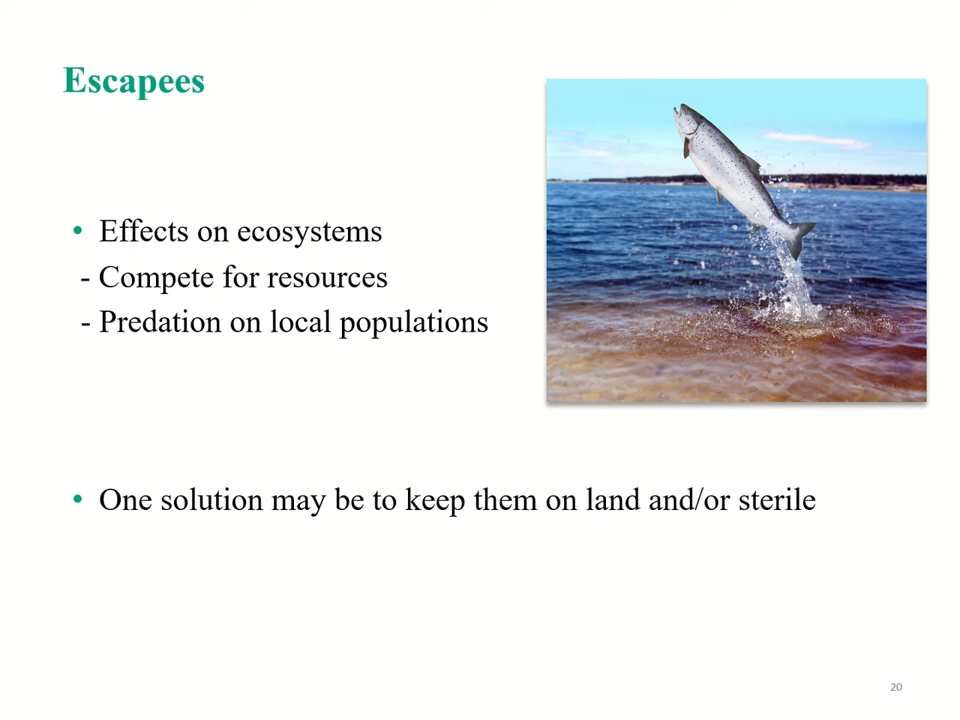 Escapees
• Effects on ecosystems
- Compete for resources
- Predation on local populations
• One solution may be to keep them on land and/or sterile
20